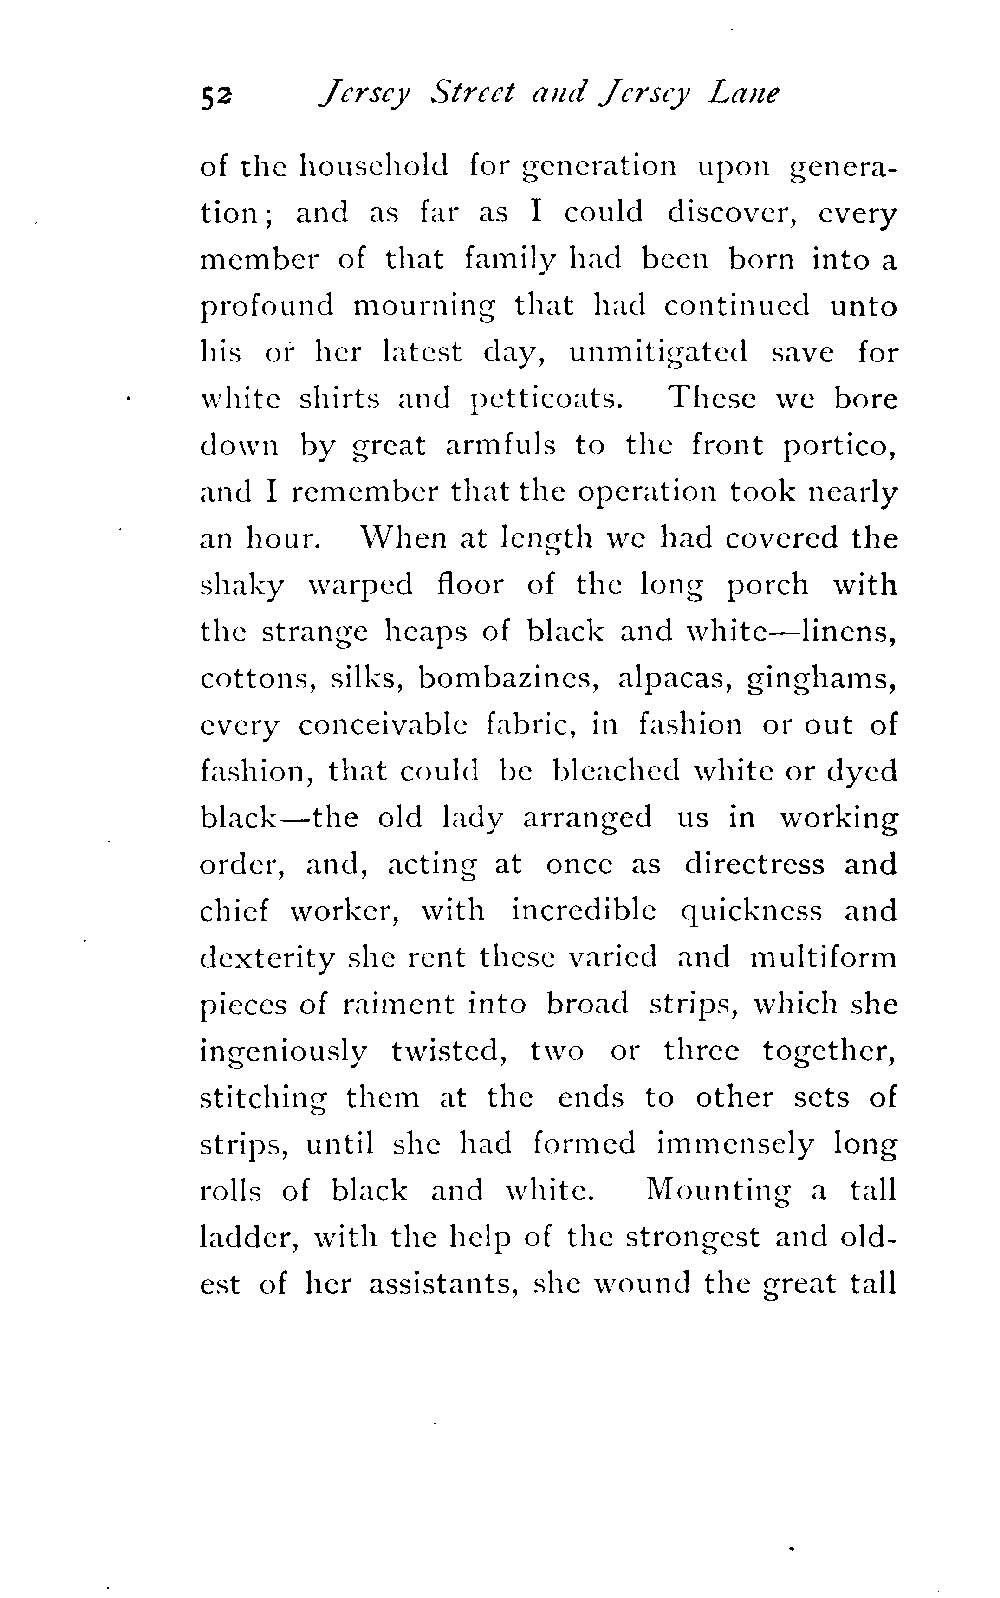 52 Jersey Street and Jersey Lane
of the household for generation upon genera-
tion; and as far as I could discover, every
member of that family had been born into a
profound mourning that had continued unto
his or her latest day, unmitigated save for
white shirts and petticoats. These we bore
down by great armfuls to the front portico,
and I remember that the operation took nearly
an hour. When at length we had covered the
shaky warped floor of the long porch with
the strange heaps of black and white—linens,
cottons, silks, bombazines, alpacas, ginghams,
every conceivable fabric, in fashion or out of
fashion, that could be bleached white or dyed
black—the old lady arranged us in working
order, and, acting at once as directress and
chief worker, with incredible quickness and
dexterity she rent these varied and multiform
pieces of raiment into broad strips, which she
ingeniously twisted, two or three together,
stitching them at the ends to other sets of
strips, until she had formed immensely long
rolls of black and white. Mounting a tall
ladder, with the help of the strongest and old-
est of her assistants, she wound the great tall